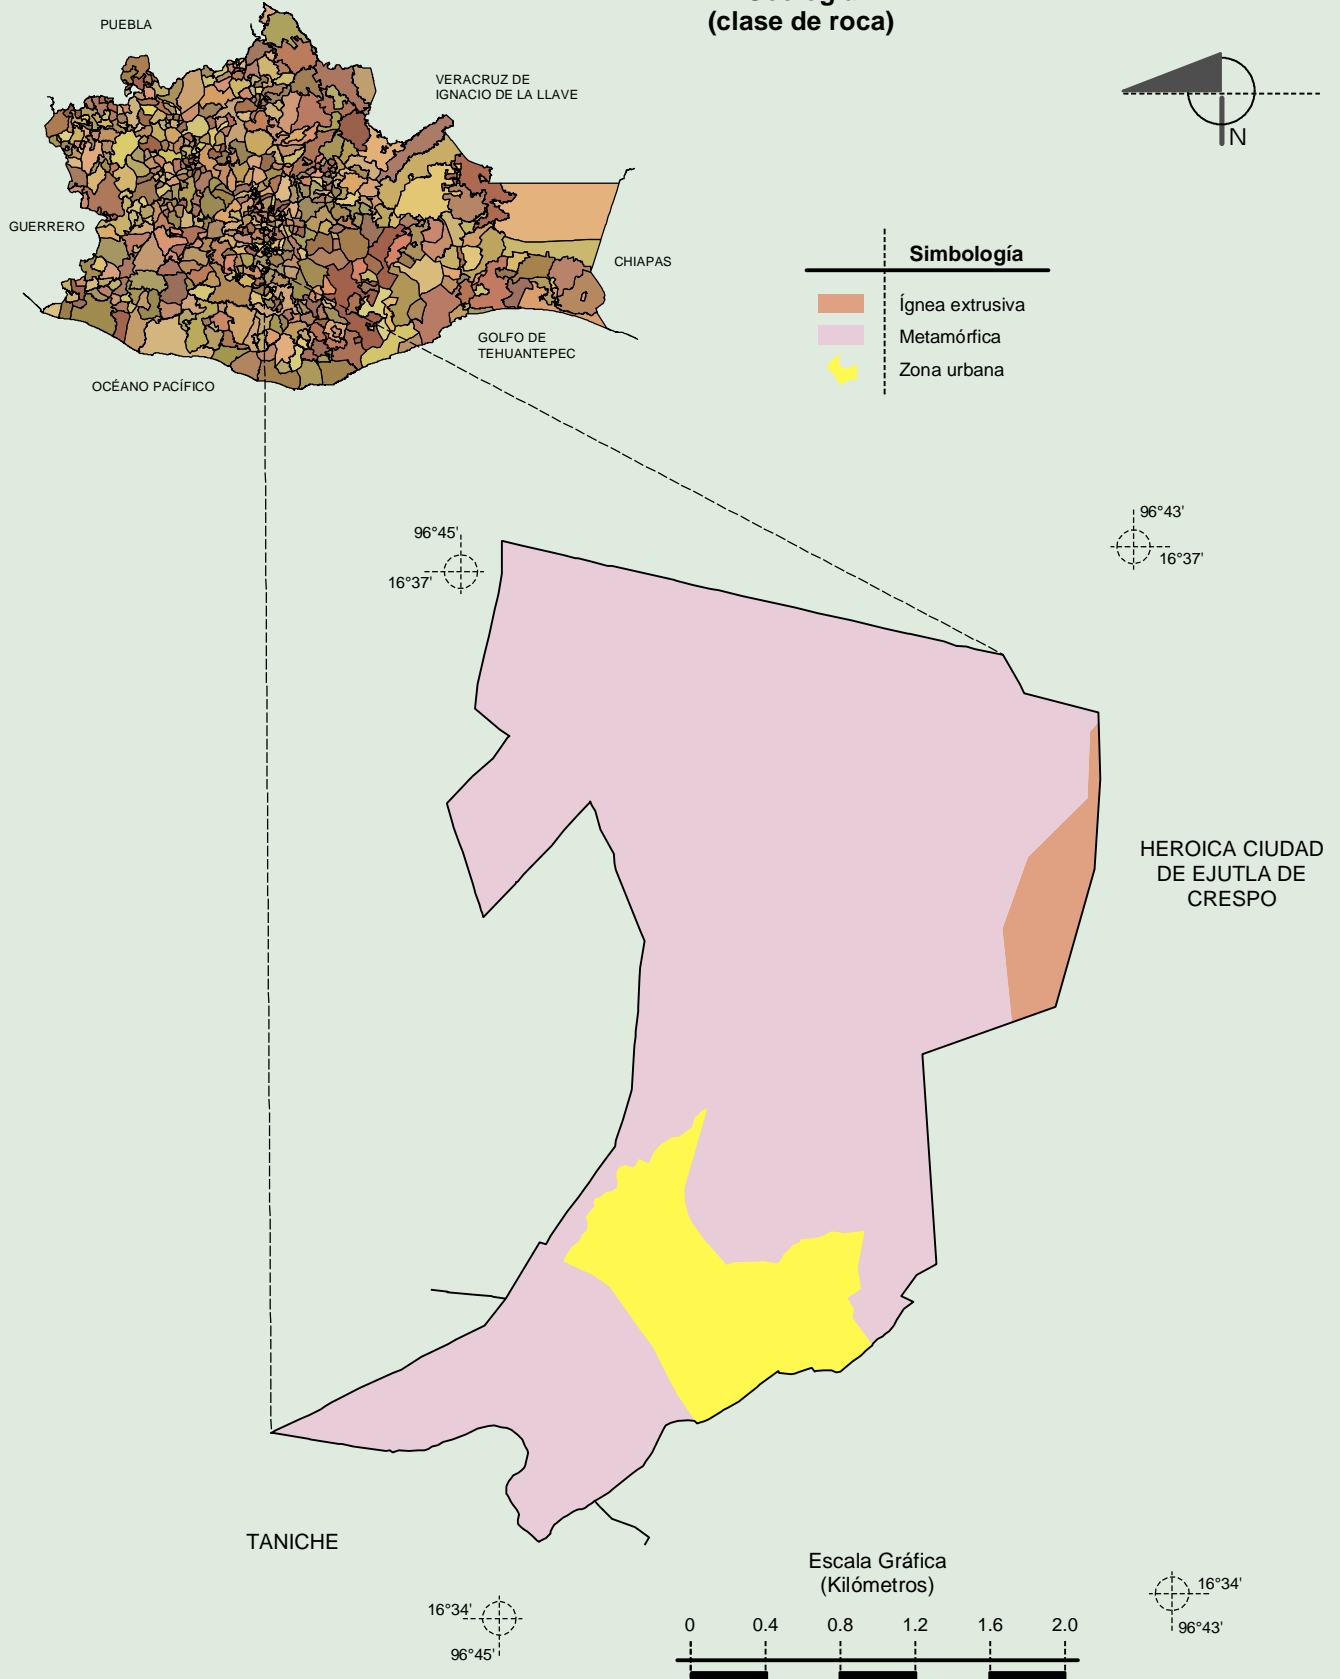 (clase de roca)
PUEBLA
VERACRUZ DE
IGNACIO DE LA LLAVE
N
GUERRERO
CHIAPAS
GOLFO DE
TEHUANTEPEC
OCÉANO PACÍFICO
Simbología
Ígnea extrusiva
Metamórfica
Zona urbana
96°45'
16°37'
96°43'
16°37'
HEROICA CIUDAD
DE EJUTLA DE
CRESPO
TANICHE
Escala Gráfica
(Kilómetros)
0 0.4 0.8 1.2 1.6 2.0
16°34'
96°45'
16°34'
96°43'